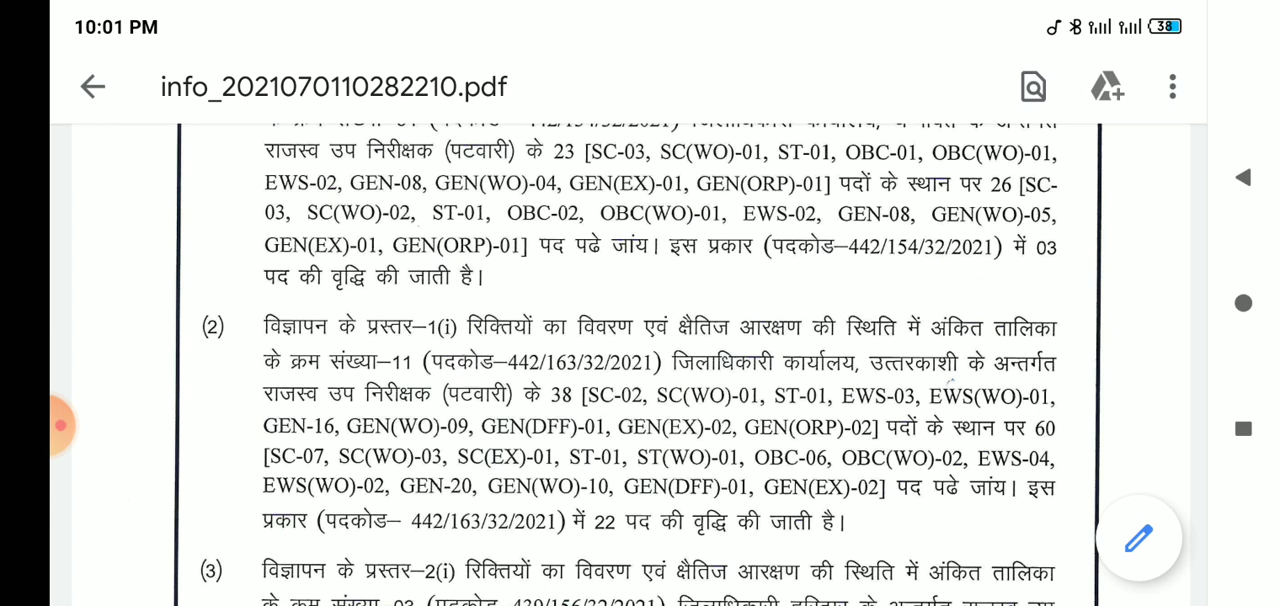 10:01 PM
38
info_2021070110282210.pdf
राजस्व उप निरीक्षक (पटवारी) के 23 [SC-03, SC(WO)-01, ST-01, OBC-01, OBC(WO)-01,
EWS-02, GEN-08, GEN(WO)-04, GEN(EX)-01, GEN(ORP)-01] पदों के स्थान पर 26 [SC-
03, SC(WO)-02, ST-01, OBC-02, OBC(WO)-01, EWS-02, GEN-08, GEN(WO)-05,
GEN(EX)-01, GEN(ORP)-01] पद पढे जांय। इस प्रकार (पदकोड–442/154/32/2021) में 03
पद की वृद्धि की जाती है।
(2) विज्ञापन के प्रस्तर–1(i) रिक्तियों का विवरण एवं क्षैतिज आरक्षण की स्थिति में अंकित तालिका
के क्रम संख्या–11 (पदकोड–442/163/32/2021) जिलाधिकारी कार्यालय, उत्तरकाशी के अन्तर्गत
राजस्व उप निरीक्षक (पटवारी) के 38 [SC-02, SC(WO)-01, ST-01, EWS-03, EWS(WO)-01,
GEN-16, GEN(WO)-09, GEN(DFF)-01, GEN(EX)-02, GEN(ORP)-02] पदों के स्थान पर 60
[SC-07, SC(WO)-03, SC(EX)-01, ST-01, ST(WO)-01, OBC-06, OBC(WO)-02, EWS-04,
EWS(WO)-02, GEN-20, GEN(WO)-10, GEN(DFF)-01, GEN(EX)-02] पद पढे जांय। इस
प्रकार (पदकोड– 442/163/32/2021) में 22 पद की वृद्धि की जाती है।
(3) विज्ञापन के प्रस्तर–2(i) रिक्तियों का विवरण एवं क्षैतिज आरक्षण की स्थिति में अंकित तालिका